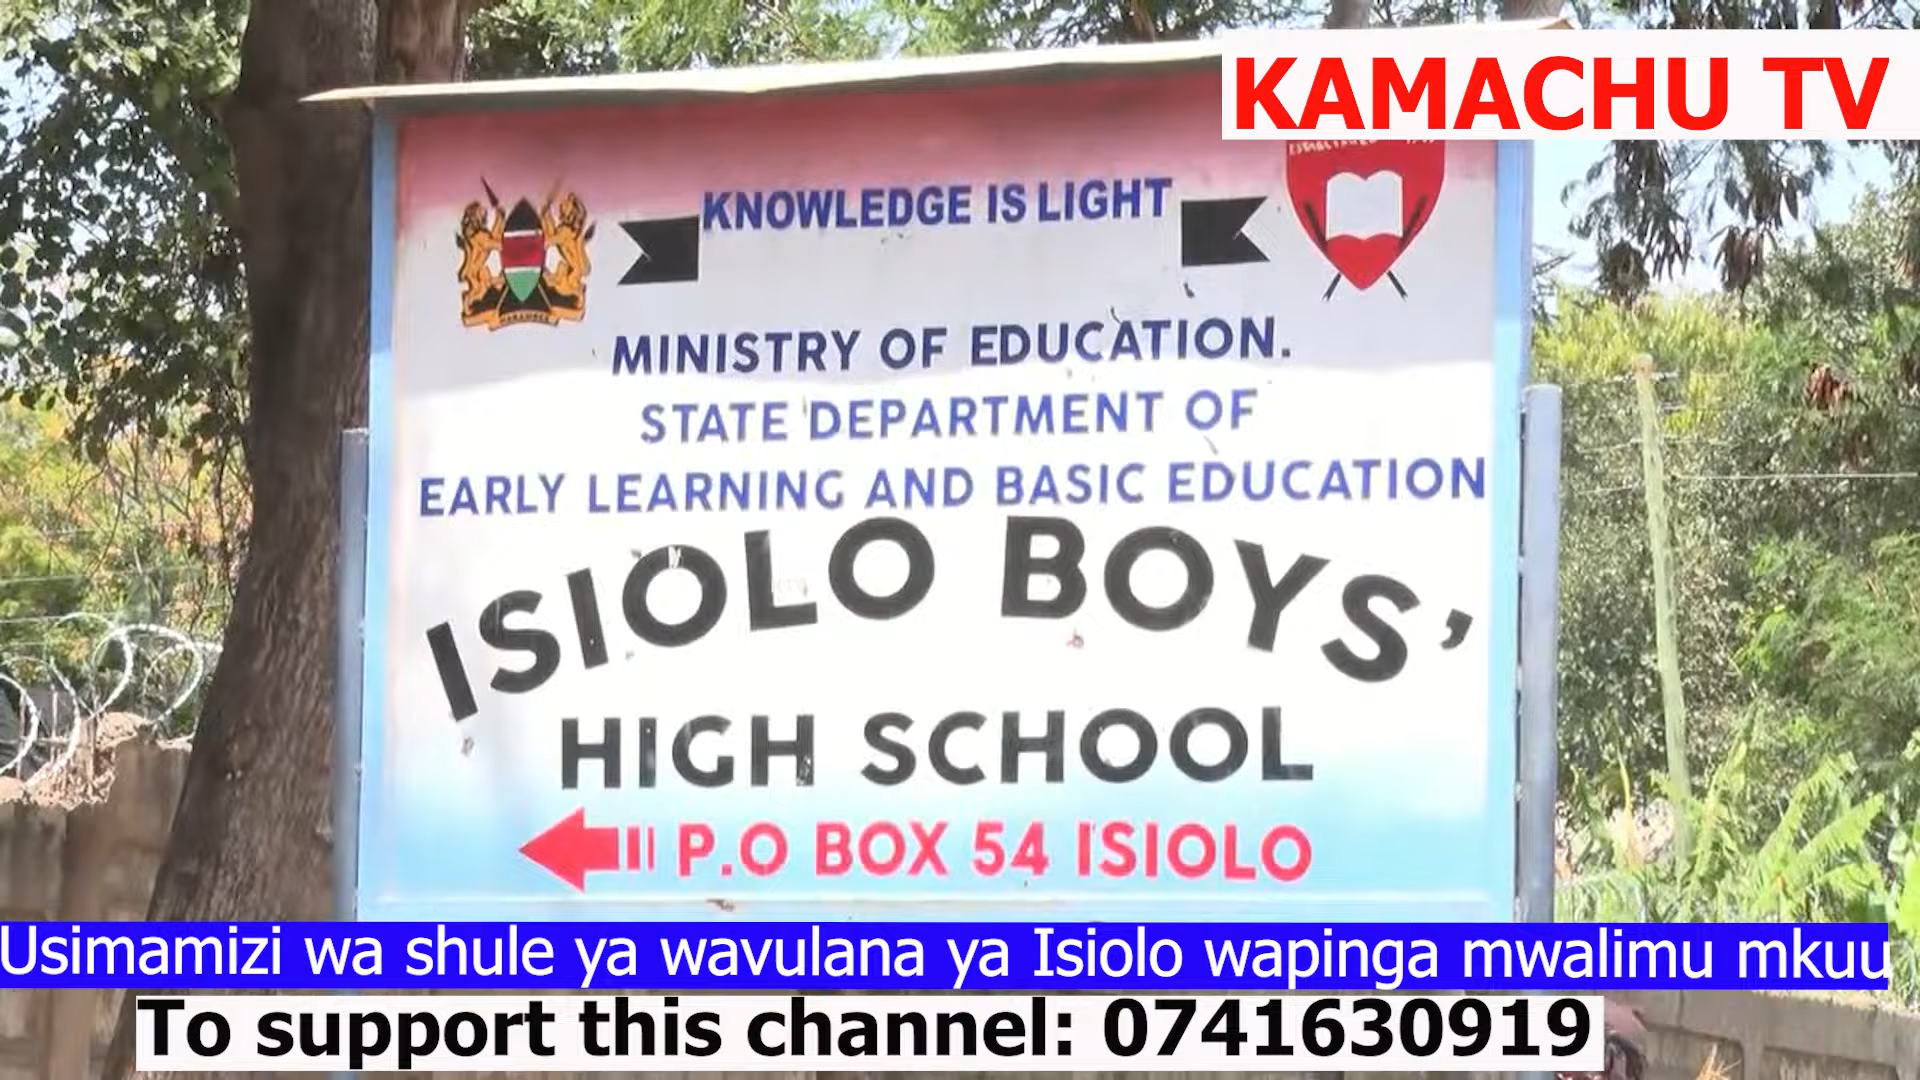 KAMACHU TV
KNOWLEDGE IS LIGHT
MINISTRY OF EDUCATION.
STATE DEPARTMENT OF
EARLY LEARNING AND BASIC EDUCATION
ISIOLO BOYS'
HIGH SCHOOL
P.O BOX 54 ISIOLO
Usimamizi wa shule ya wavulana ya Isiolo wapinga mwalimu mkuu
To support this channel: 0741630919